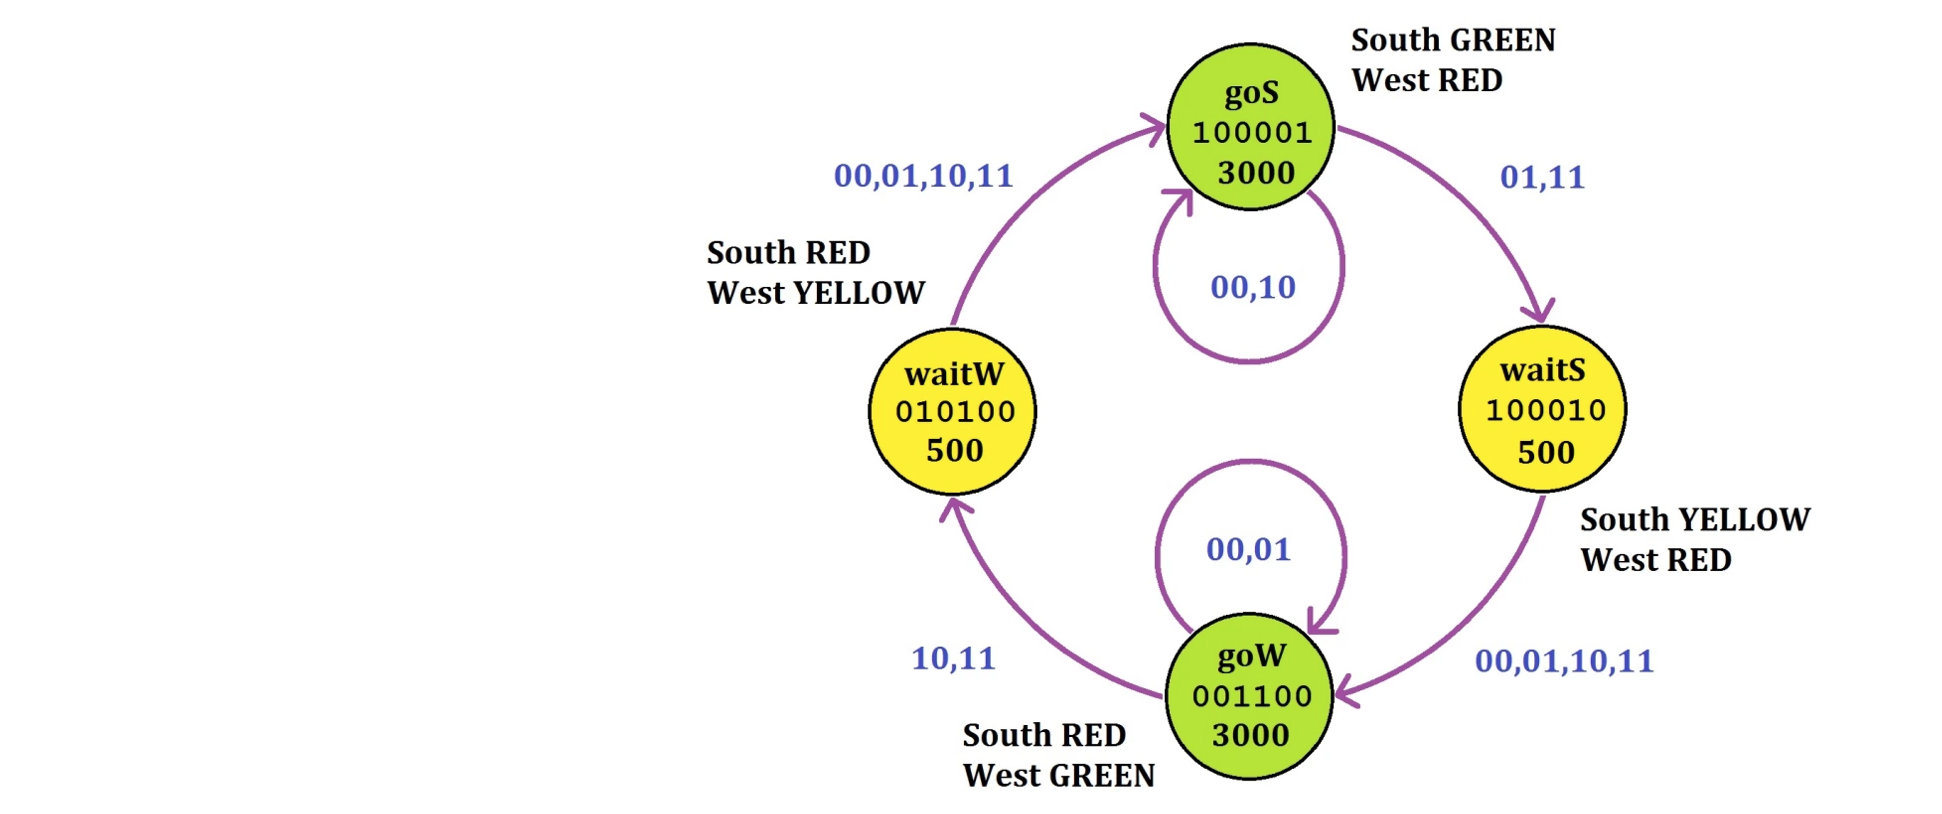 South GREEN
West RED
goS
100001
3000
00,01,10,11
01,11
South RED
West YELLOW
00,10
waitW
010100
500
waitS
100010
500
South YELLOW
West RED
00,01
10,11
goW
001100
3000
00,01,10,11
South RED
West GREEN